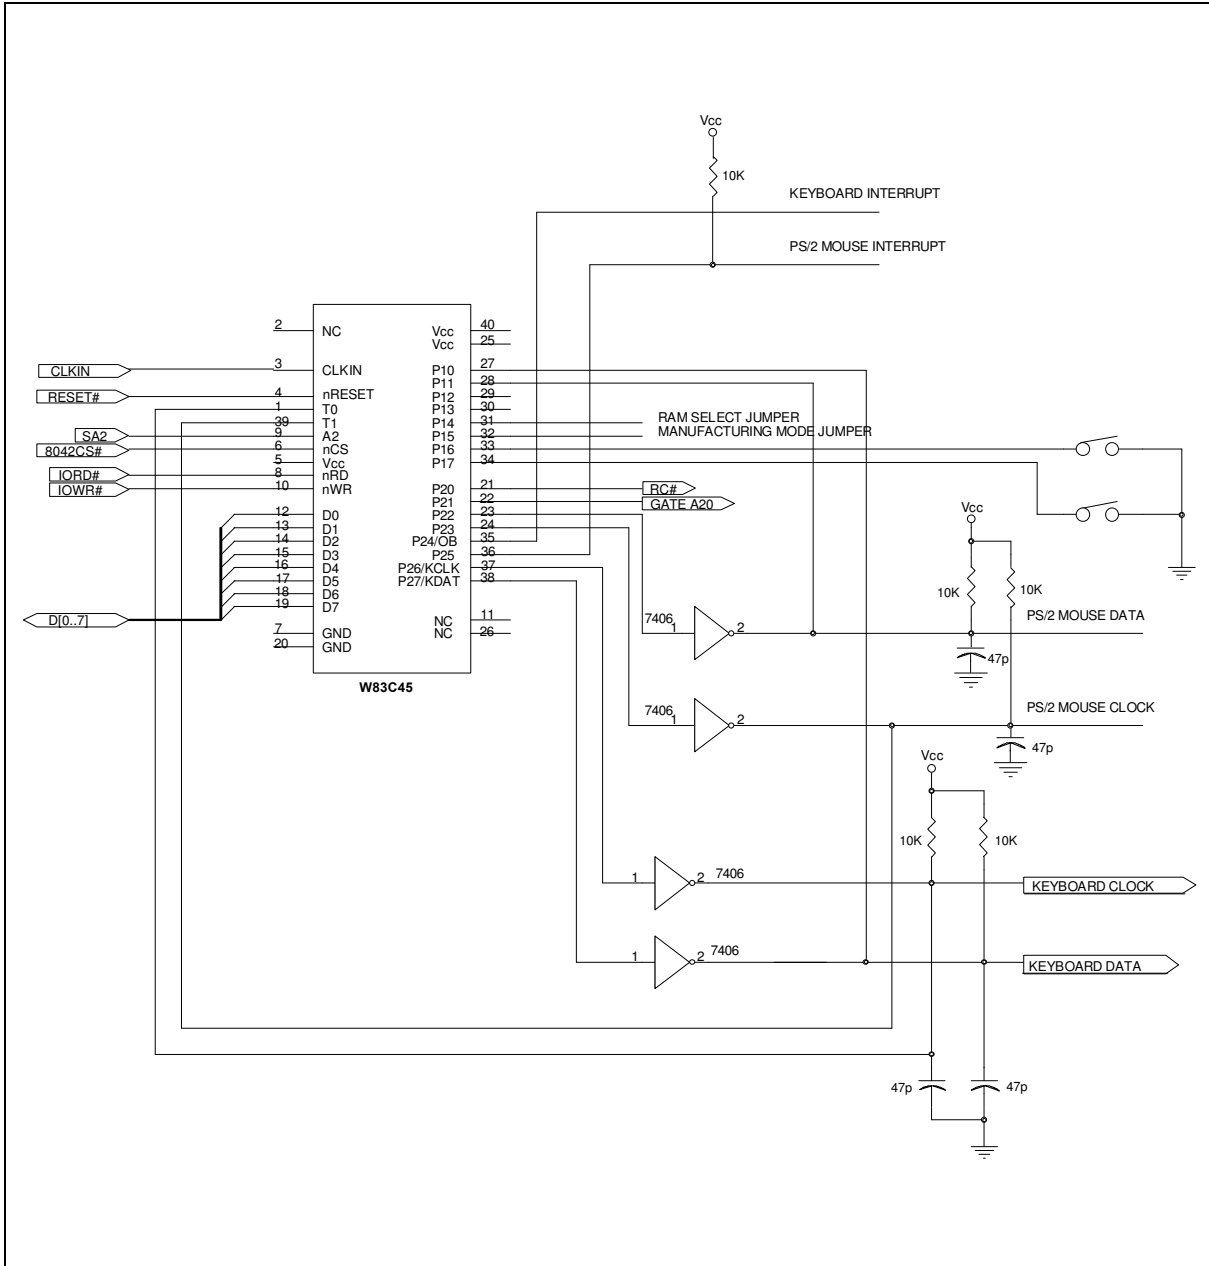 Vcc
10K
KEYBOARD INTERRUPT
PS/2 MOUSE INTERRUPT
2 NC Vcc 40
Vcc 25
CLKIN 3 CLKIN P10 27
P11 28
RESET# 4 nRESET P12 29
1 T0 P13 30
39 T1 P14 31 RAM SELECT JUMPER
SA2 9 A2 P15 32 MANUFACTURING MODE JUMPER
8042CS# 6 nCS P16 33
5 Vcc P17 34
IORD# 8 nRD
IOWR# 10 nWR P20 21 RC#
P21 22 GATE A20
12 D0 P22 23
13 D1 P23 24
14 D2 P24/OB 35
15 D3 P25 36
16 D4 P26/KCLK 37
17 D5 P27/KDAT 38
18 D6
19 D7
D[0..7]
NC 11
7 GND NC 26
20 GND
W83C45
Vcc
10K 10K
7406 1 2 PS/2 MOUSE DATA
47p
7406 1 2 PS/2 MOUSE CLOCK
47p
Vcc
10K 10K
1 2 7406 KEYBOARD CLOCK
1 2 7406 KEYBOARD DATA
47p 47p